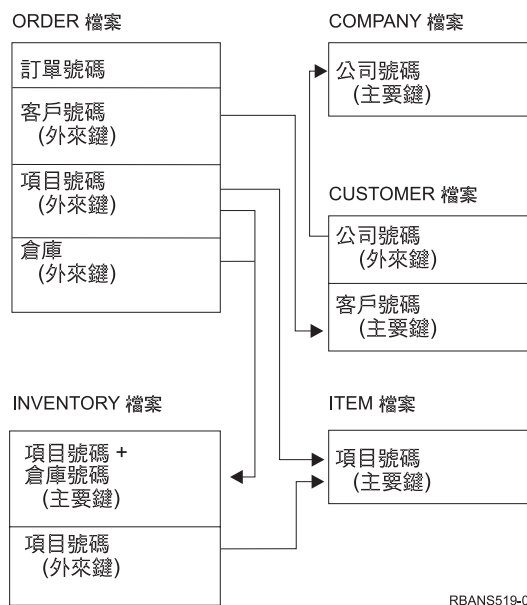 ORDER 檔案
訂單號碼
客戶號碼
(外來鍵)
項目號碼
(外來鍵)
倉庫
(外來鍵)
COMPANY 檔案
公司號碼
(主要鍵)
CUSTOMER 檔案
公司號碼
(外來鍵)
客戶號碼
(主要鍵)
INVENTORY 檔案
項目號碼 +
倉庫號碼
(主要鍵)
項目號碼
(外來鍵)
ITEM 檔案
項目號碼
(主要鍵)
RBANS519-0